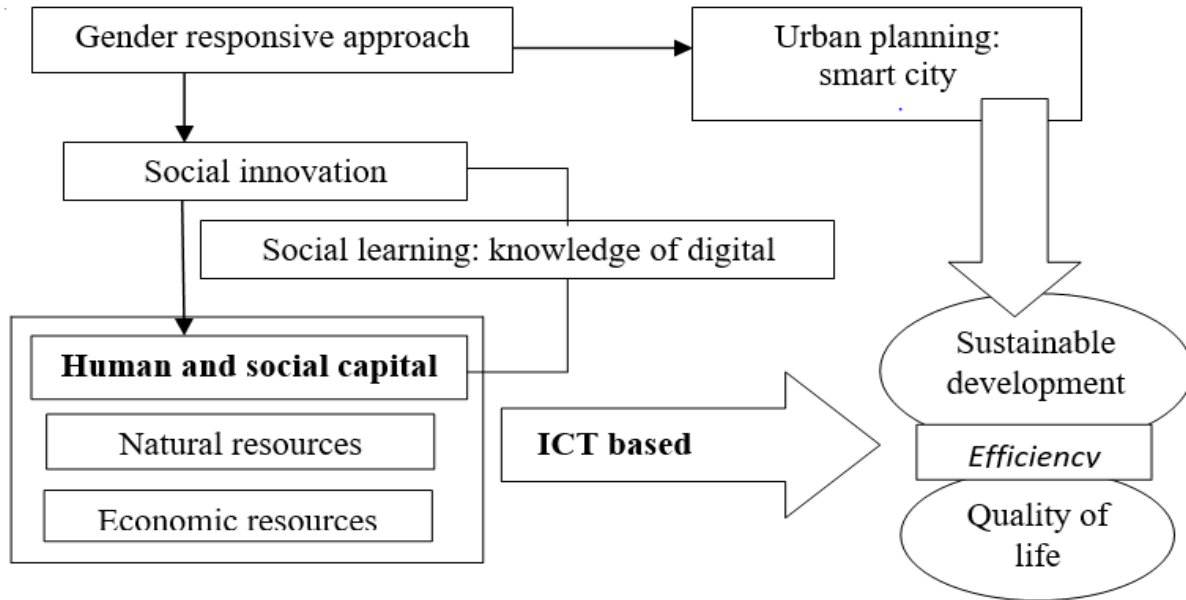 Gender responsive approach
Urban planning:
smart city
Social innovation
Social learning: knowledge of digital
Human and social capital
Natural resources
Economic resources
ICT based
Sustainable
development
Efficiency
Quality of
life